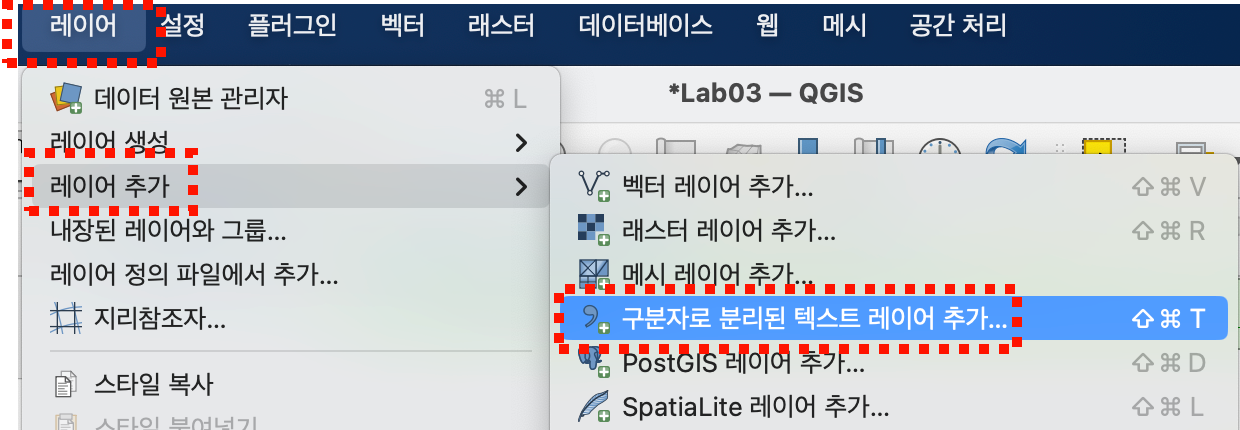 레이어 설정 플러그인 벡터 래스터 데이터베이스 웹 메시 공간 처리
*Lab03 — QGIS
데이터 원본 관리자 ⌘ L
레이어 생성
레이어 추가
내장된 레이어와 그룹...
레이어 정의 파일에서 추가...
지리참조자...
스타일 복사
스타일 붙여넣기
벡터 레이어 추가... ⇧ ⌘ V
래스터 레이어 추가... ⇧ ⌘ R
메시 레이어 추가...
구분자로 분리된 텍스트 레이어 추가... ⇧ ⌘ T
PostGIS 레이어 추가... ⇧ ⌘ D
SpatiaLite 레이어 추가... ⇧ ⌘ L